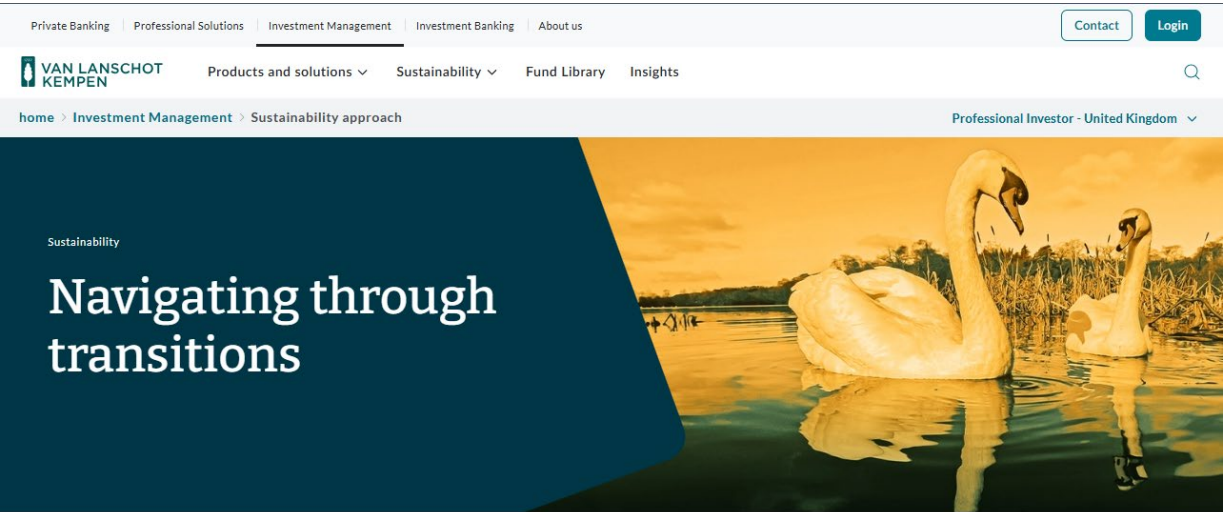 Private Banking Professional Solutions Investment Management Investment Banking About us Contact Login
VAN LANSCHOT
KEMPEN
Products and solutions Sustainability Fund Library Insights
home > Investment Management > Sustainability approach Professional Investor - United Kingdom
Sustainability
Navigating through
transitions